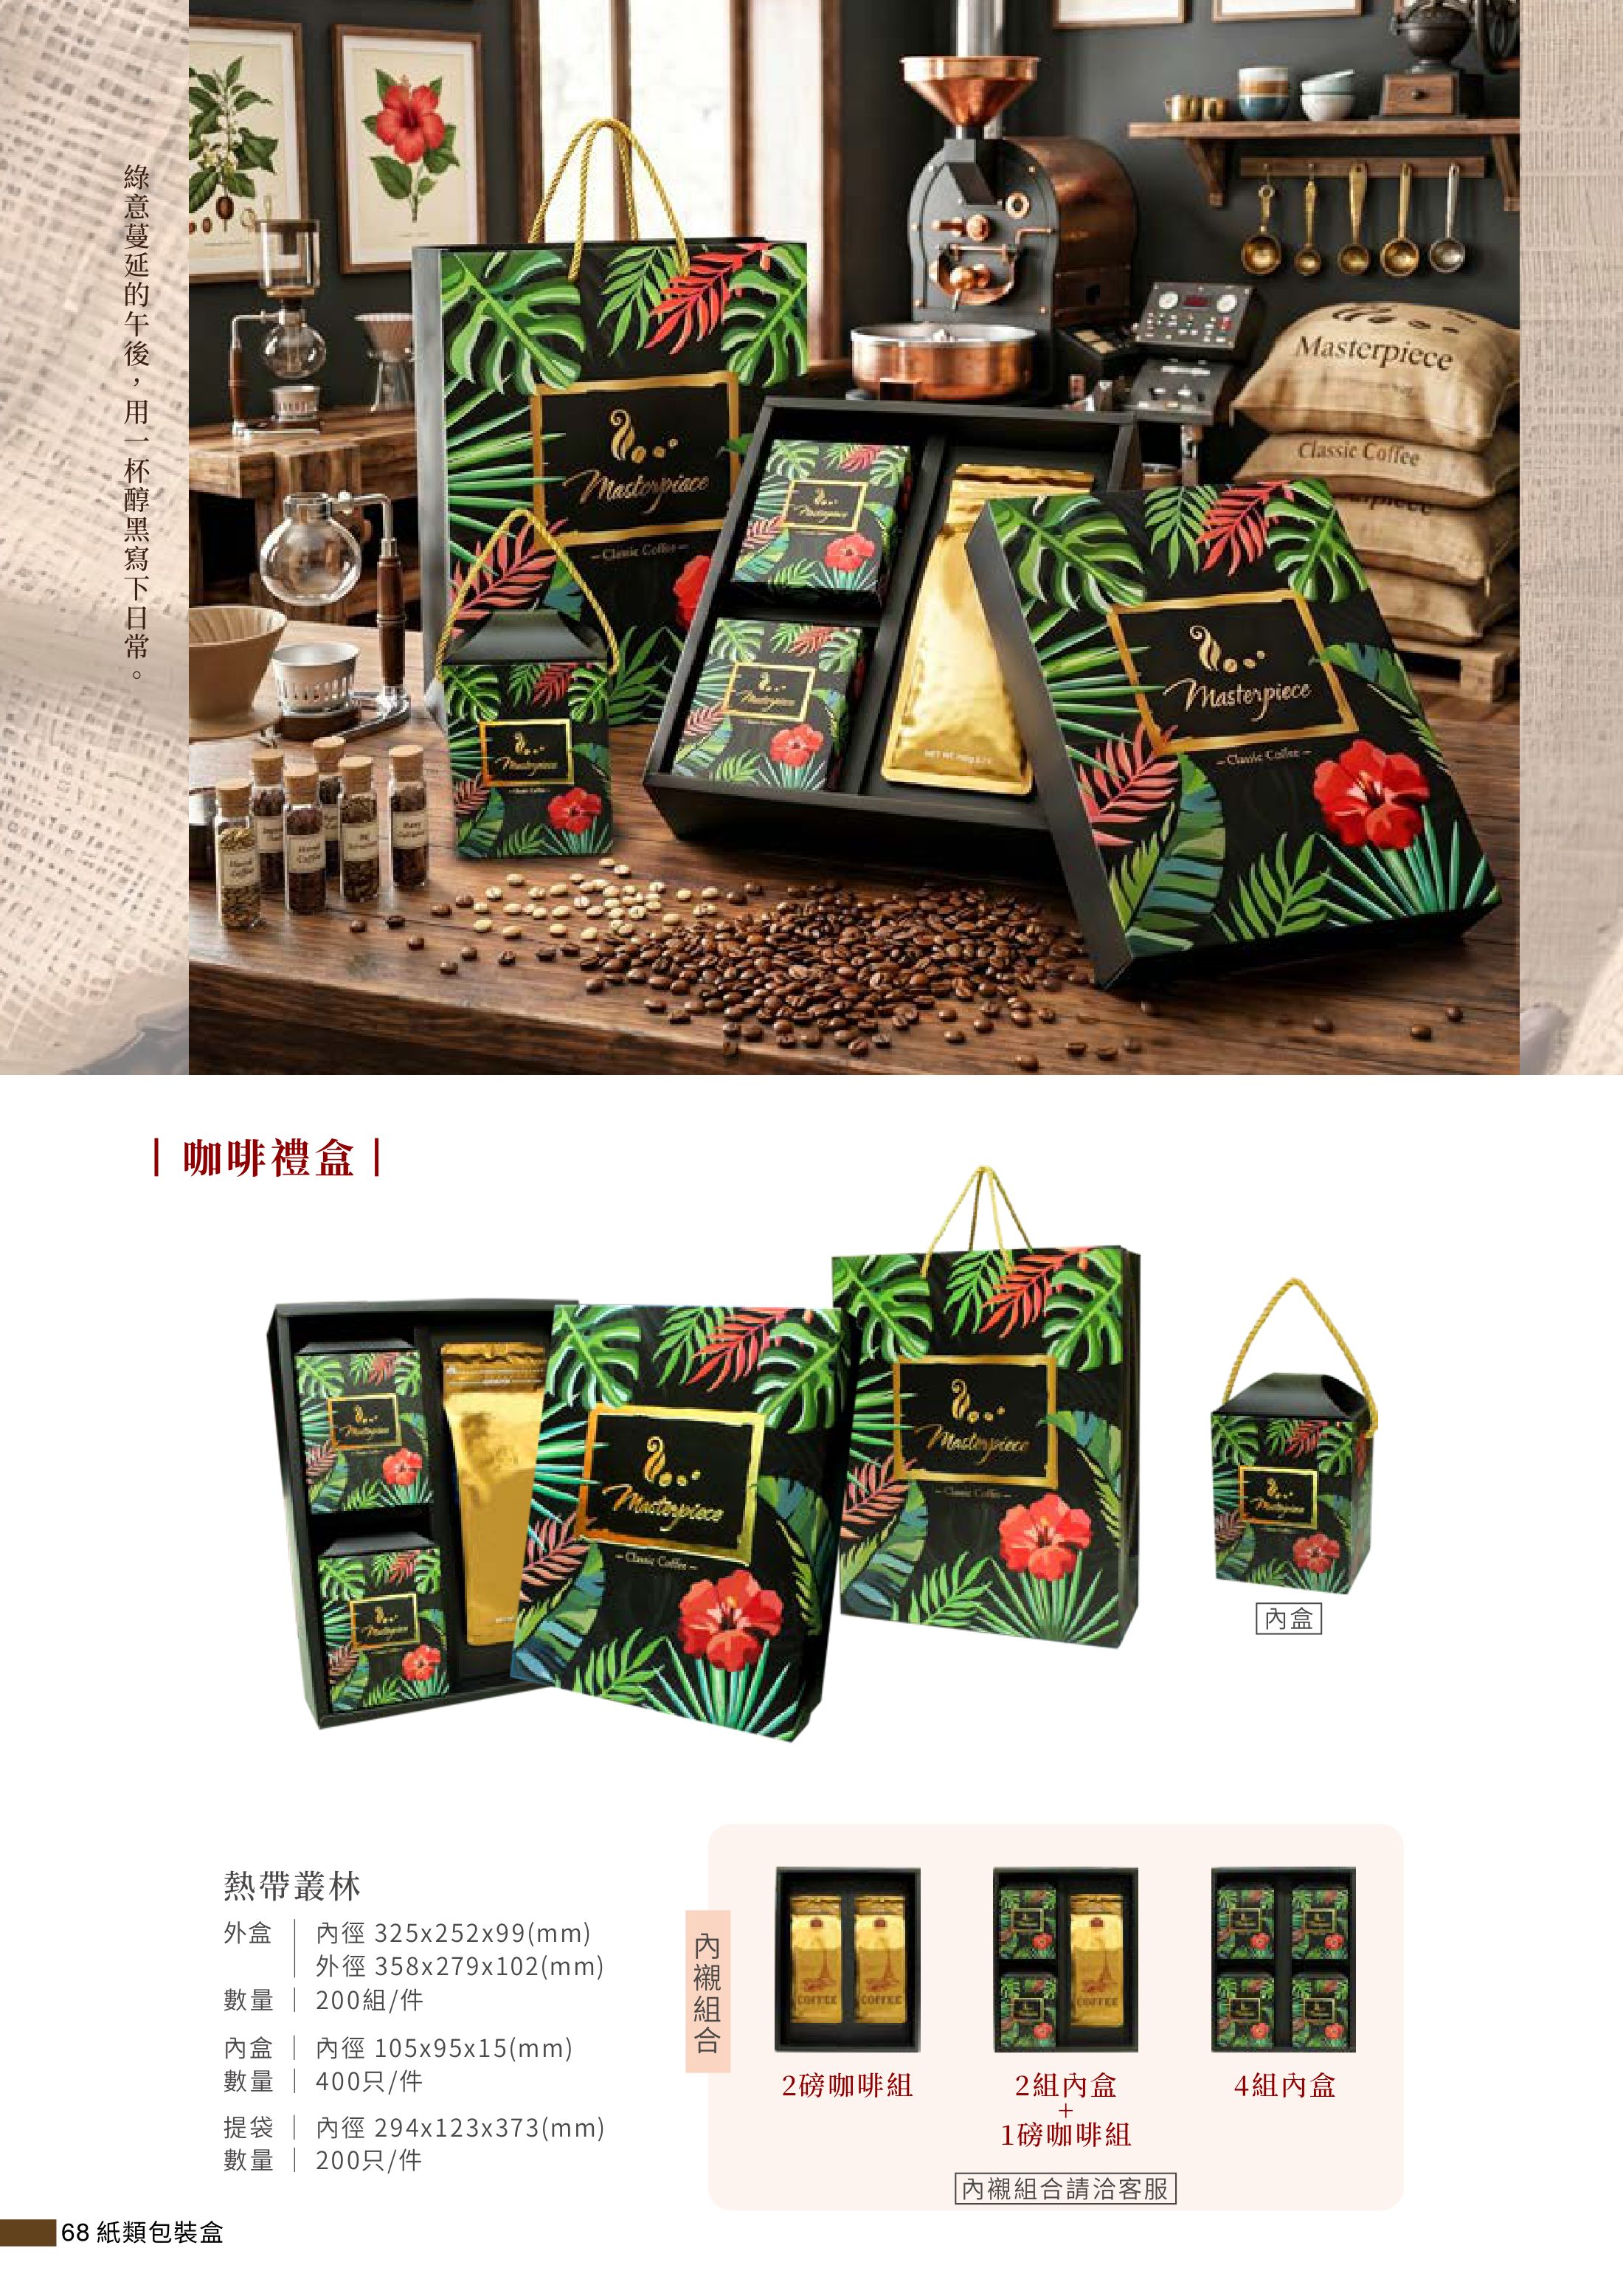 綠意蔓延的午後，用一杯醇黑寫下日常。
Masterpiece
Classic Coffee
Masterpiece
– Classic Coffee –
Masterpiece
Masterpiece
Masterpiece
Masterpiece
– Classic Coffee –
咖啡禮盒
Masterpiece
– Classic Coffee –
Masterpiece
– Classic Coffee –
Masterpiece
Masterpiece
Masterpiece
內盒
熱帶叢林
外盒 | 內徑 325x252x99(mm)
外徑 358x279x102(mm)
數量 | 200組/件
內盒 | 內徑 105x95x15(mm)
數量 | 400只/件
提袋 | 內徑 294x123x373(mm)
數量 | 200只/件
內襯組合
COFFEE
COFFEE
COFFEE
2磅咖啡組
2組內盒
+
1磅咖啡組
4組內盒
內襯組合請洽客服
68 紙類包裝盒